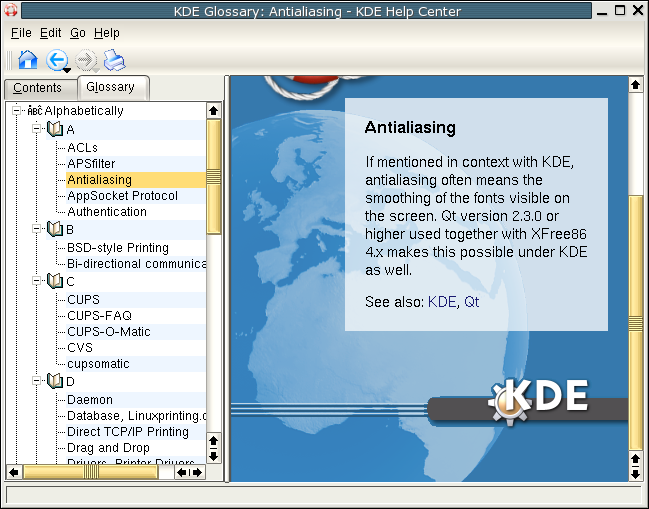 KDE Glossary: Antialiasing - KDE Help Center
File Edit Go Help
Contents Glossary
ABC Alphabetically
A
ACLs
APSfilter
Antialiasing
AppSocket Protocol
Authentication
B
BSD-style Printing
Bi-directional communica
C
CUPS
CUPS-FAQ
CUPS-O-Matic
CVS
cupsomatic
D
Daemon
Database, Linuxprinting.o
Direct TCP/IP Printing
Drag and Drop
Drivers, Printer Drivers
Antialiasing
If mentioned in context with KDE,
antialiasing often means the
smoothing of the fonts visible on
the screen. Qt version 2.3.0 or
higher used together with XFree86
4.x makes this possible under KDE
as well.
See also: KDE, Qt
KDE